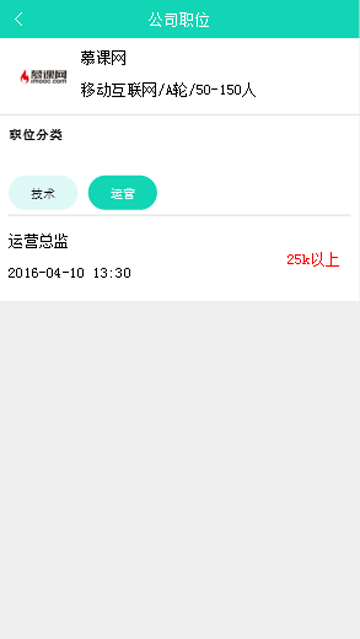 公司职位
慕课网
慕课网
imooc.com
移动互联网/A轮/50-150人
职位分类
技术
运营
运营总监
25k以上
2016-04-10 13:30